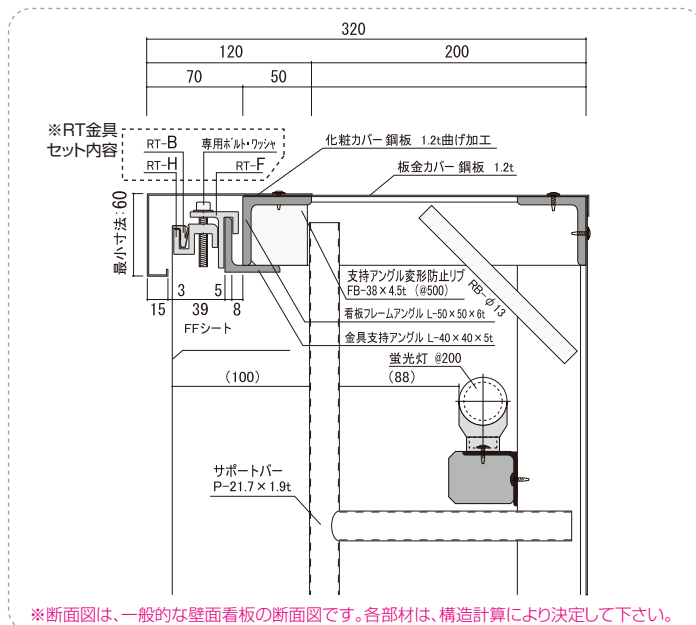 320
120
200
70
50
※RT金具
セット内容
RT-B
専用ボルト・ワッシャ
RT-H
RT-F
化粧カバー 鋼板 1.2t曲げ加工
板金カバー 鋼板 1.2t
最小寸法:60
支持アングル変形防止リブ
FB-38×4.5t (@500)
RB-φ13
3
5
15
39
8
看板フレームアングル L-50×50×6t
FFシート
金具支持アングル L-40×40×5t
蛍光灯 @200
(100)
(88)
サポートバー
P-21.7×1.9t
※断面図は、一般的な壁面看板の断面図です。各部材は、構造計算により決定して下さい。